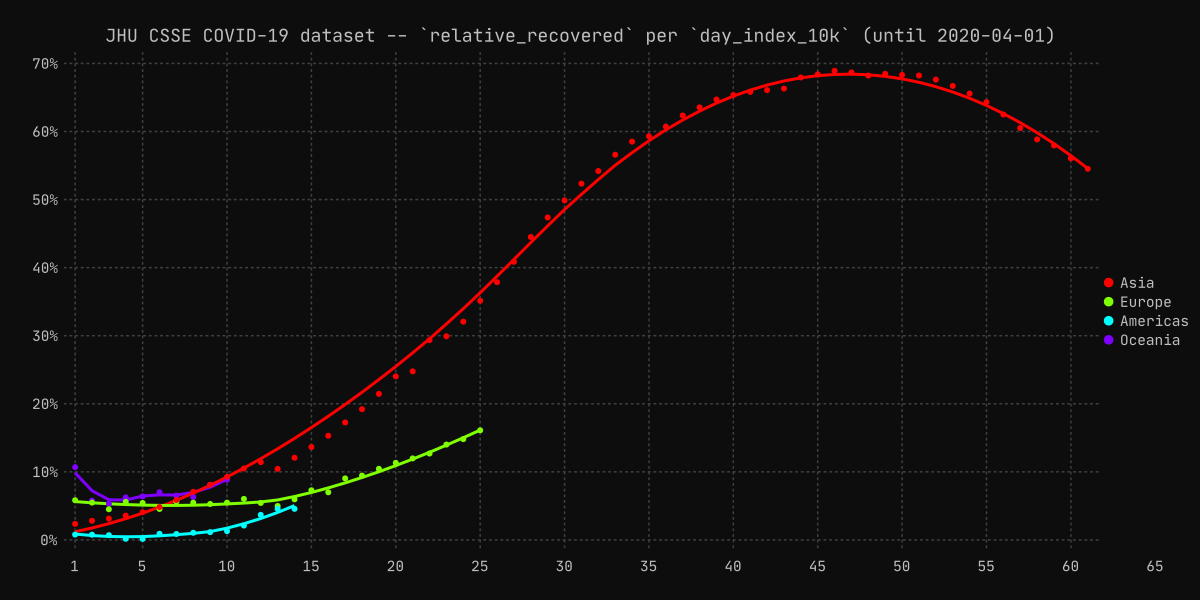 JHU CSSE COVID-19 dataset -- `relative_recovered` per `day_index_10k` (until 2020-04-01)
70%
60%
50%
40%
30%
20%
10%
0%
Asia
Europe
Americas
Oceania
1 5 10 15 20 25 30 35 40 45 50 55 60 65